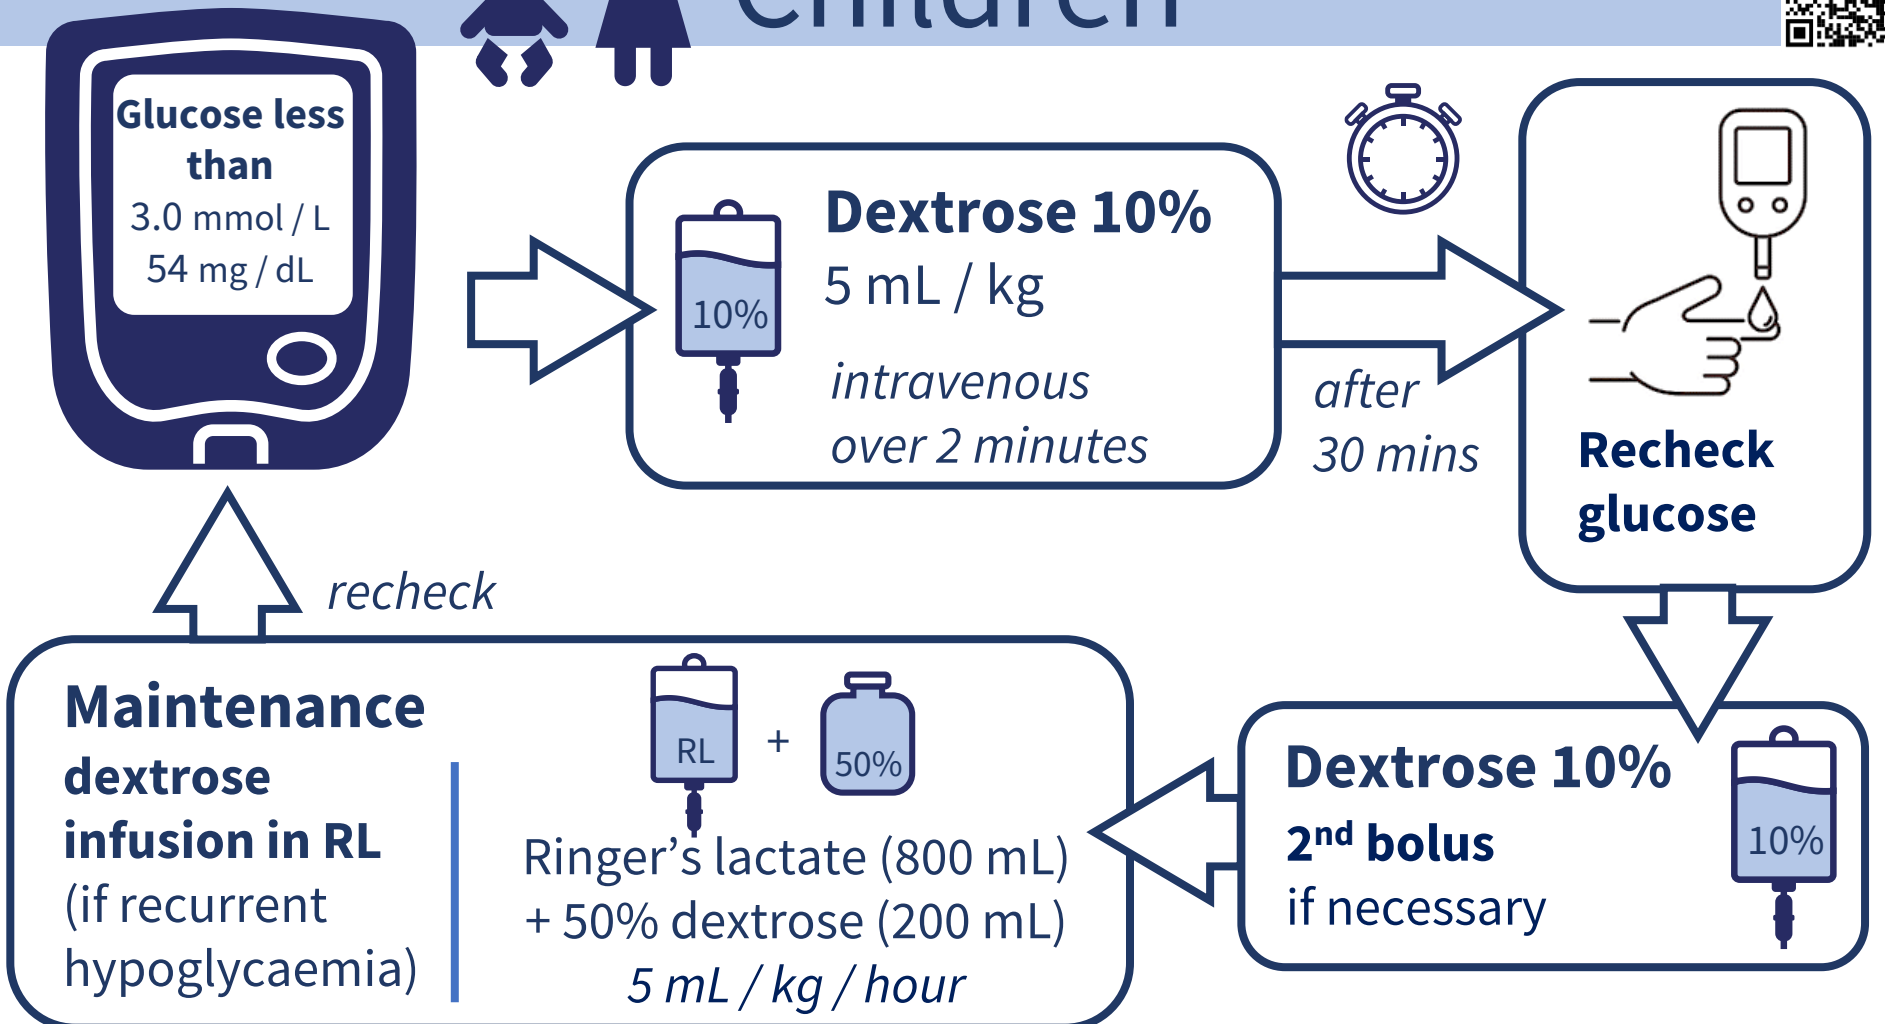 Children
Glucose less
than
3.0 mmol / L
54 mg / dL
10%
Dextrose 10%
5 mL / kg
intravenous
over 2 minutes
after
30 mins
Recheck
glucose
Dextrose 10%
2nd bolus
if necessary
10%
Maintenance
dextrose
infusion in RL
(if recurrent
hypoglycaemia)
RL
+
50%
Ringer’s lactate (800 mL)
+ 50% dextrose (200 mL)
5 mL / kg / hour
recheck